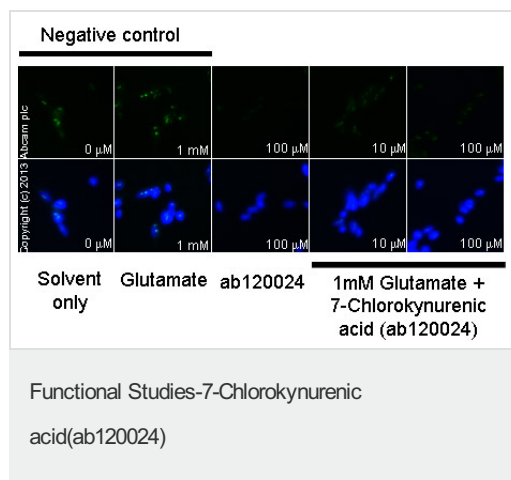 Negative control
Copyright (c) 2013 Abcam plc
0 µM
1 mM
100 µM
10 µM
100 µM
0 µM
1 mM
100 µM
10 µM
100 µM
Solvent only
Glutamate
ab120024
1mM Glutamate +
7-Chlorokynurenic
acid (ab120024)
Functional Studies-7-Chlorokynurenic
acid(ab120024)